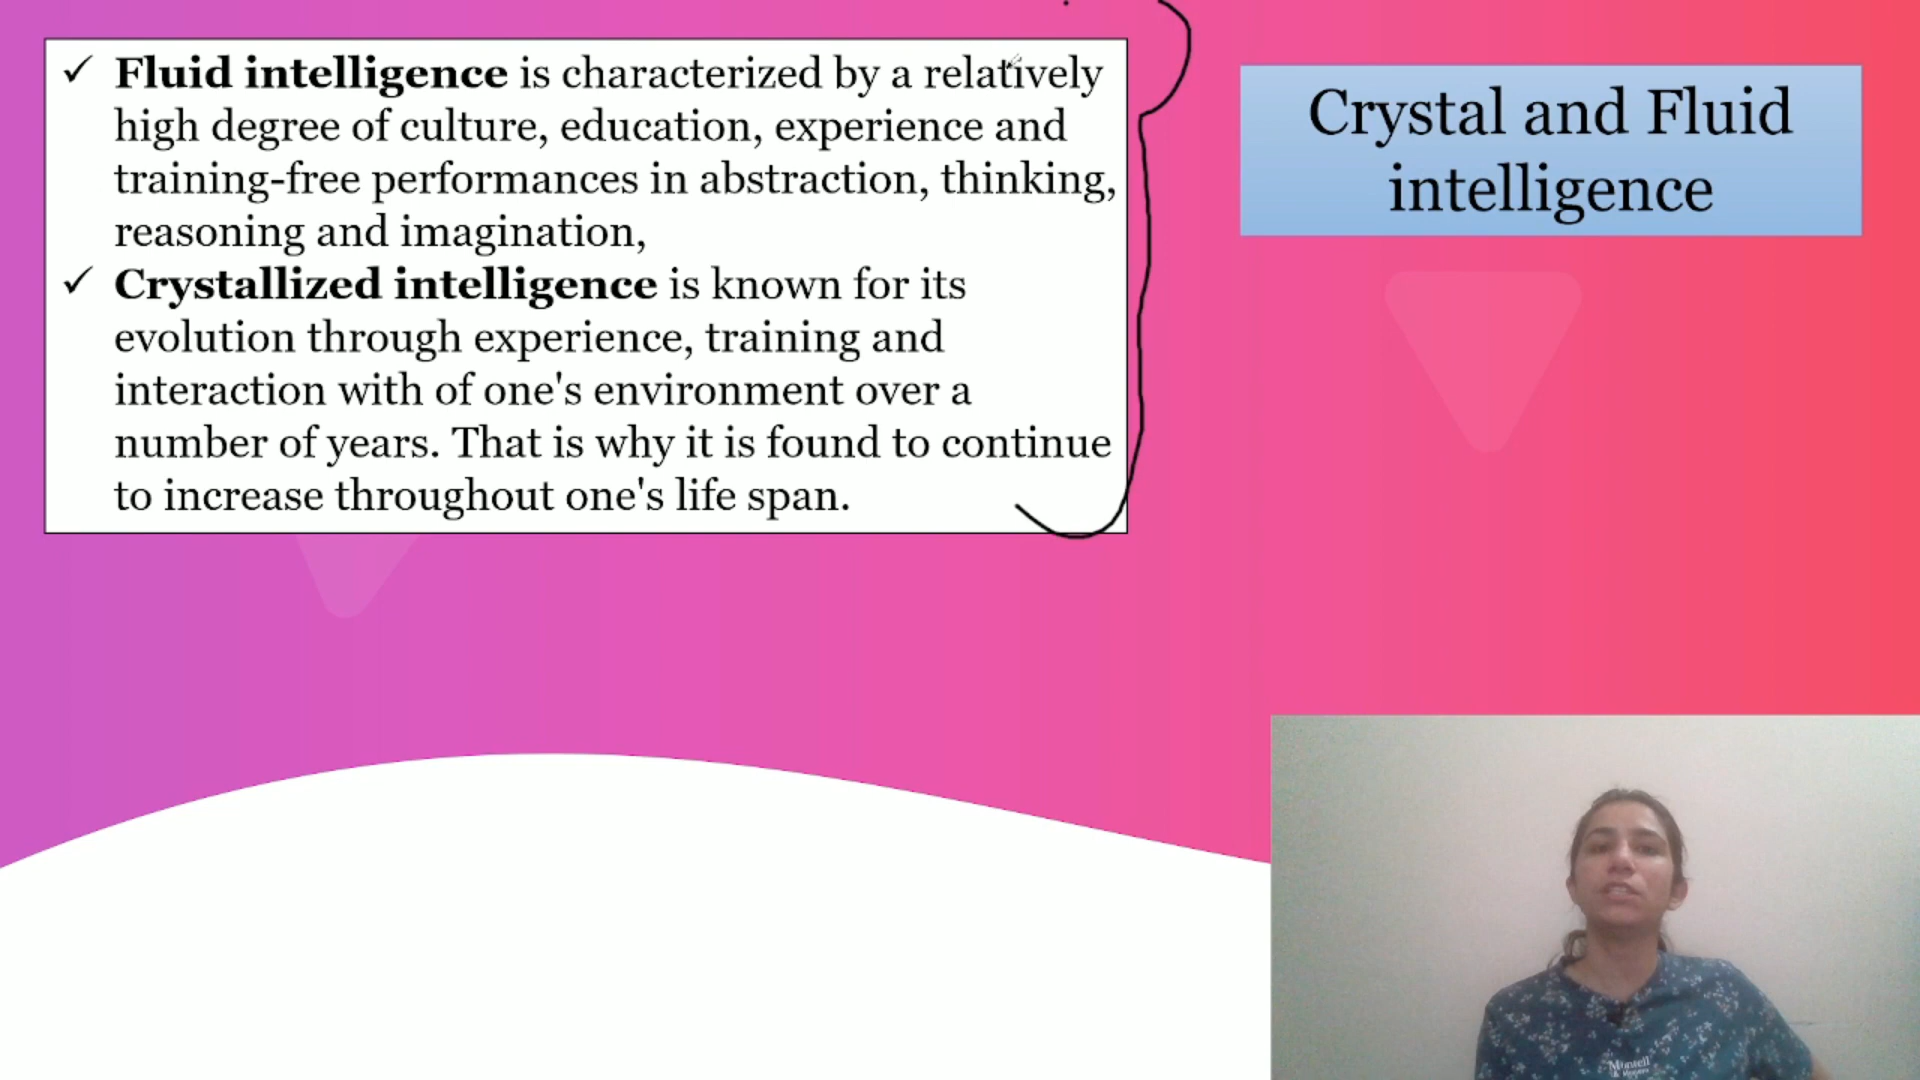 ✓ Fluid intelligence is characterized by a relatively
high degree of culture, education, experience and
training-free performances in abstraction, thinking,
reasoning and imagination,
✓ Crystallized intelligence is known for its
evolution through experience, training and
interaction with of one's environment over a
number of years. That is why it is found to continue
to increase throughout one's life span.
Crystal and Fluid
intelligence
Montell